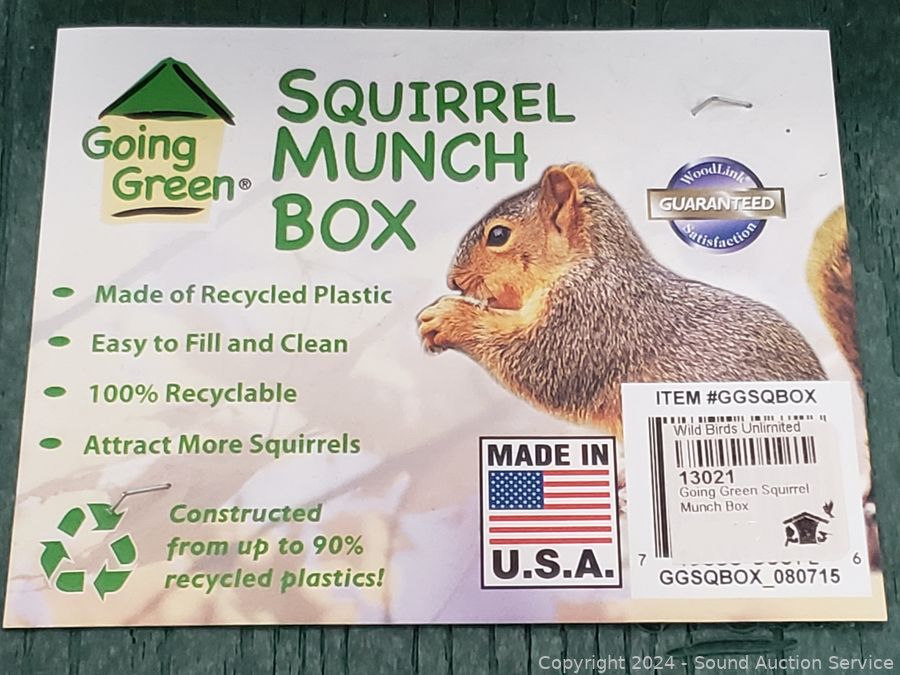 Going
Green®
SQUIRREL
MUNCH
BOX
WoodLink
GUARANTEED
Satisfaction
Made of Recycled Plastic
Easy to Fill and Clean
100% Recyclable
Attract More Squirrels
Constructed
from up to 90%
recycled plastics!
MADE IN
U.S.A.
ITEM #GGSQBOX
Wild Birds Unlimited
13021
Going Green Squirrel
Munch Box
7 6
GGSQBOX_080715
Copyright 2024 - Sound Auction Service